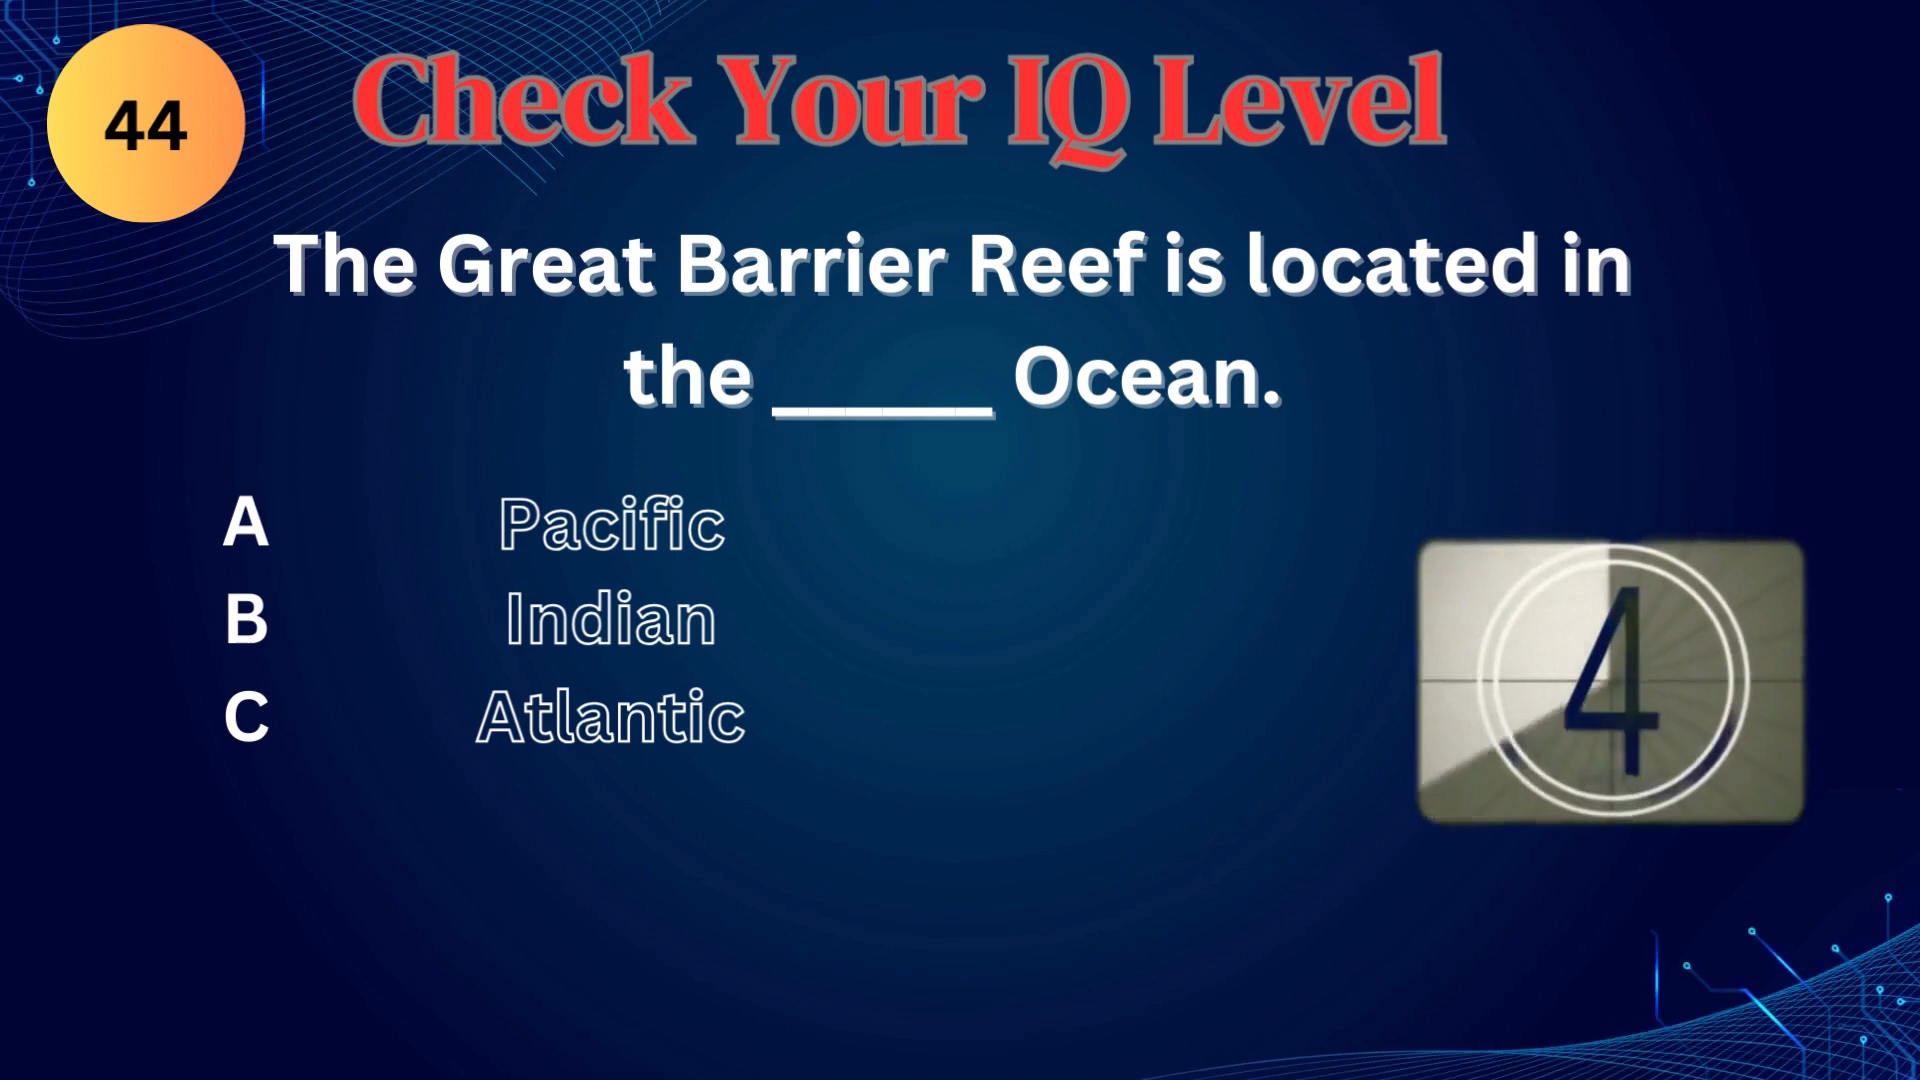 44
Check Your IQ Level
The Great Barrier Reef is located in
the ______ Ocean.
A Pacific
B Indian
C Atlantic
4